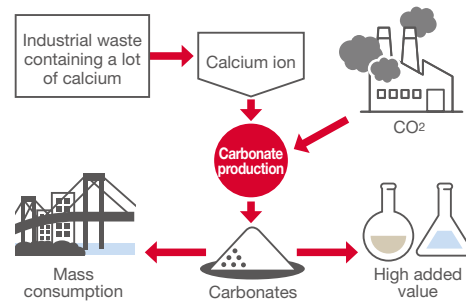 Industrial waste
containing a lot
of calcium
Calcium ion
CO²
Carbonate
production
Mass
consumption
Carbonates
High added
value